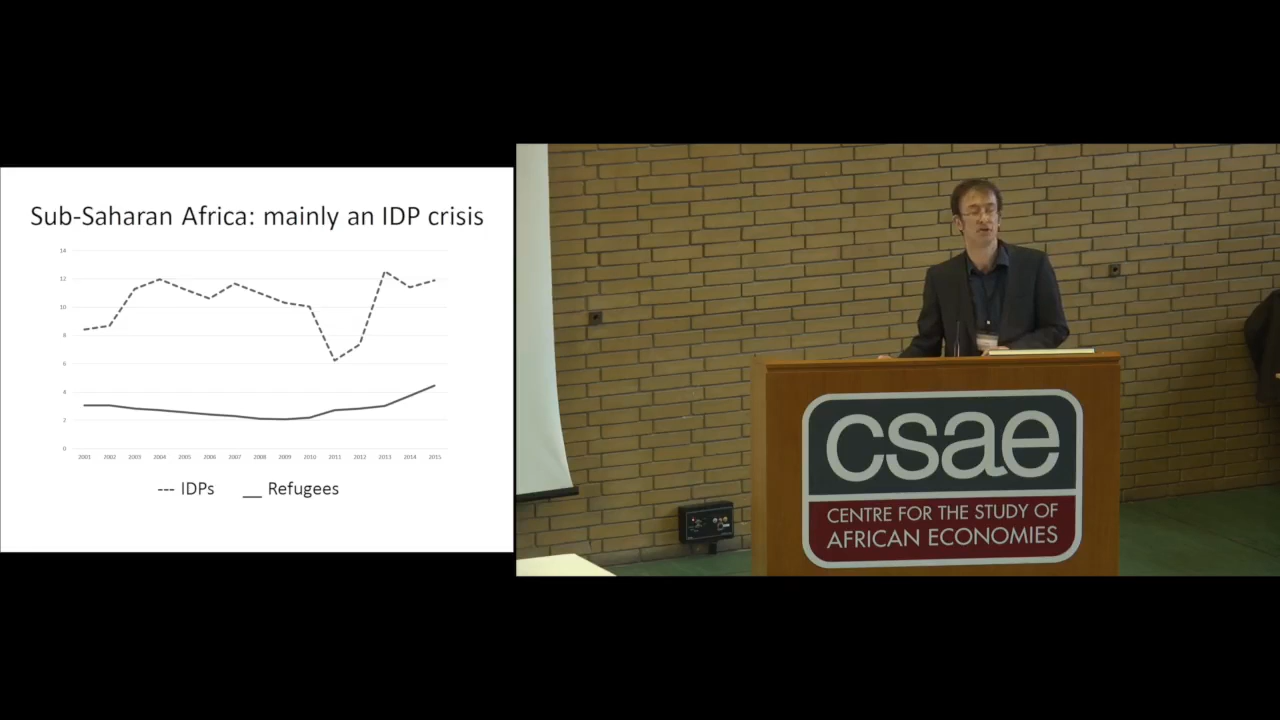 Sub-Saharan Africa: mainly an IDP crisis
14
12
10
8
6
4
2
0
2001 2002 2003 2004 2005 2006 2007 2008 2009 2010 2011 2012 2013 2014 2015
--- IDPs __ Refugees
csae
CENTRE FOR THE STUDY OF
AFRICAN ECONOMIES